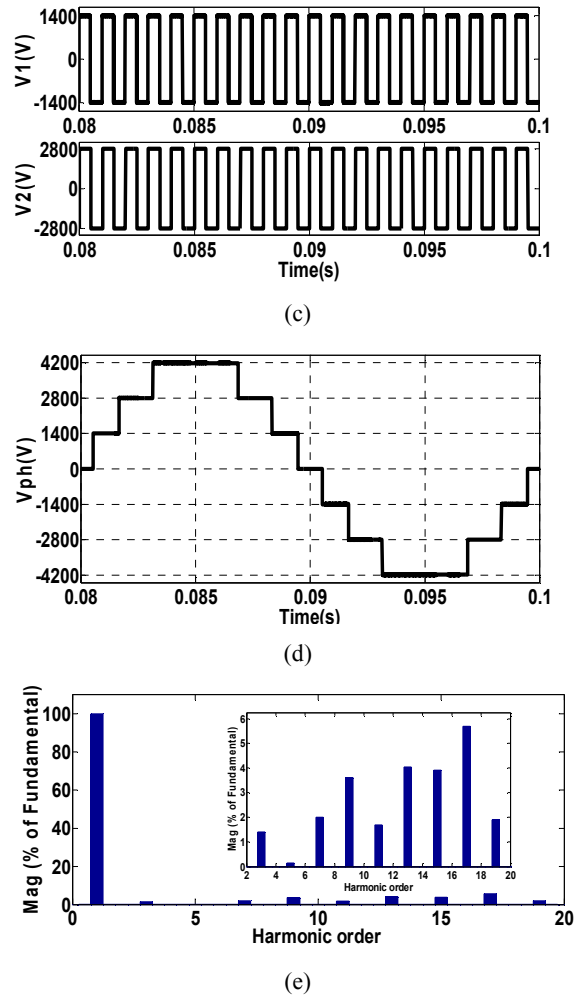 V1(V)
1400
0
-1400
0.08 0.085 0.09 0.095 0.1
V2(V)
2800
0
-2800
0.08 0.085 0.09 0.095 0.1
Time(s)
(c)
Vph(V)
4200
2800
1400
0
-1400
-2800
-4200
0.08 0.085 0.09 0.095 0.1
Time(s)
(d)
Mag (% of Fundamental)
100
80
60
40
20
0
Mag (% of Fundamental)
6
5
4
3
2
1
0
2 4 6 8 10 12 14 16 18 20
Harmonic order
0 5 10 15 20
Harmonic order
(e)